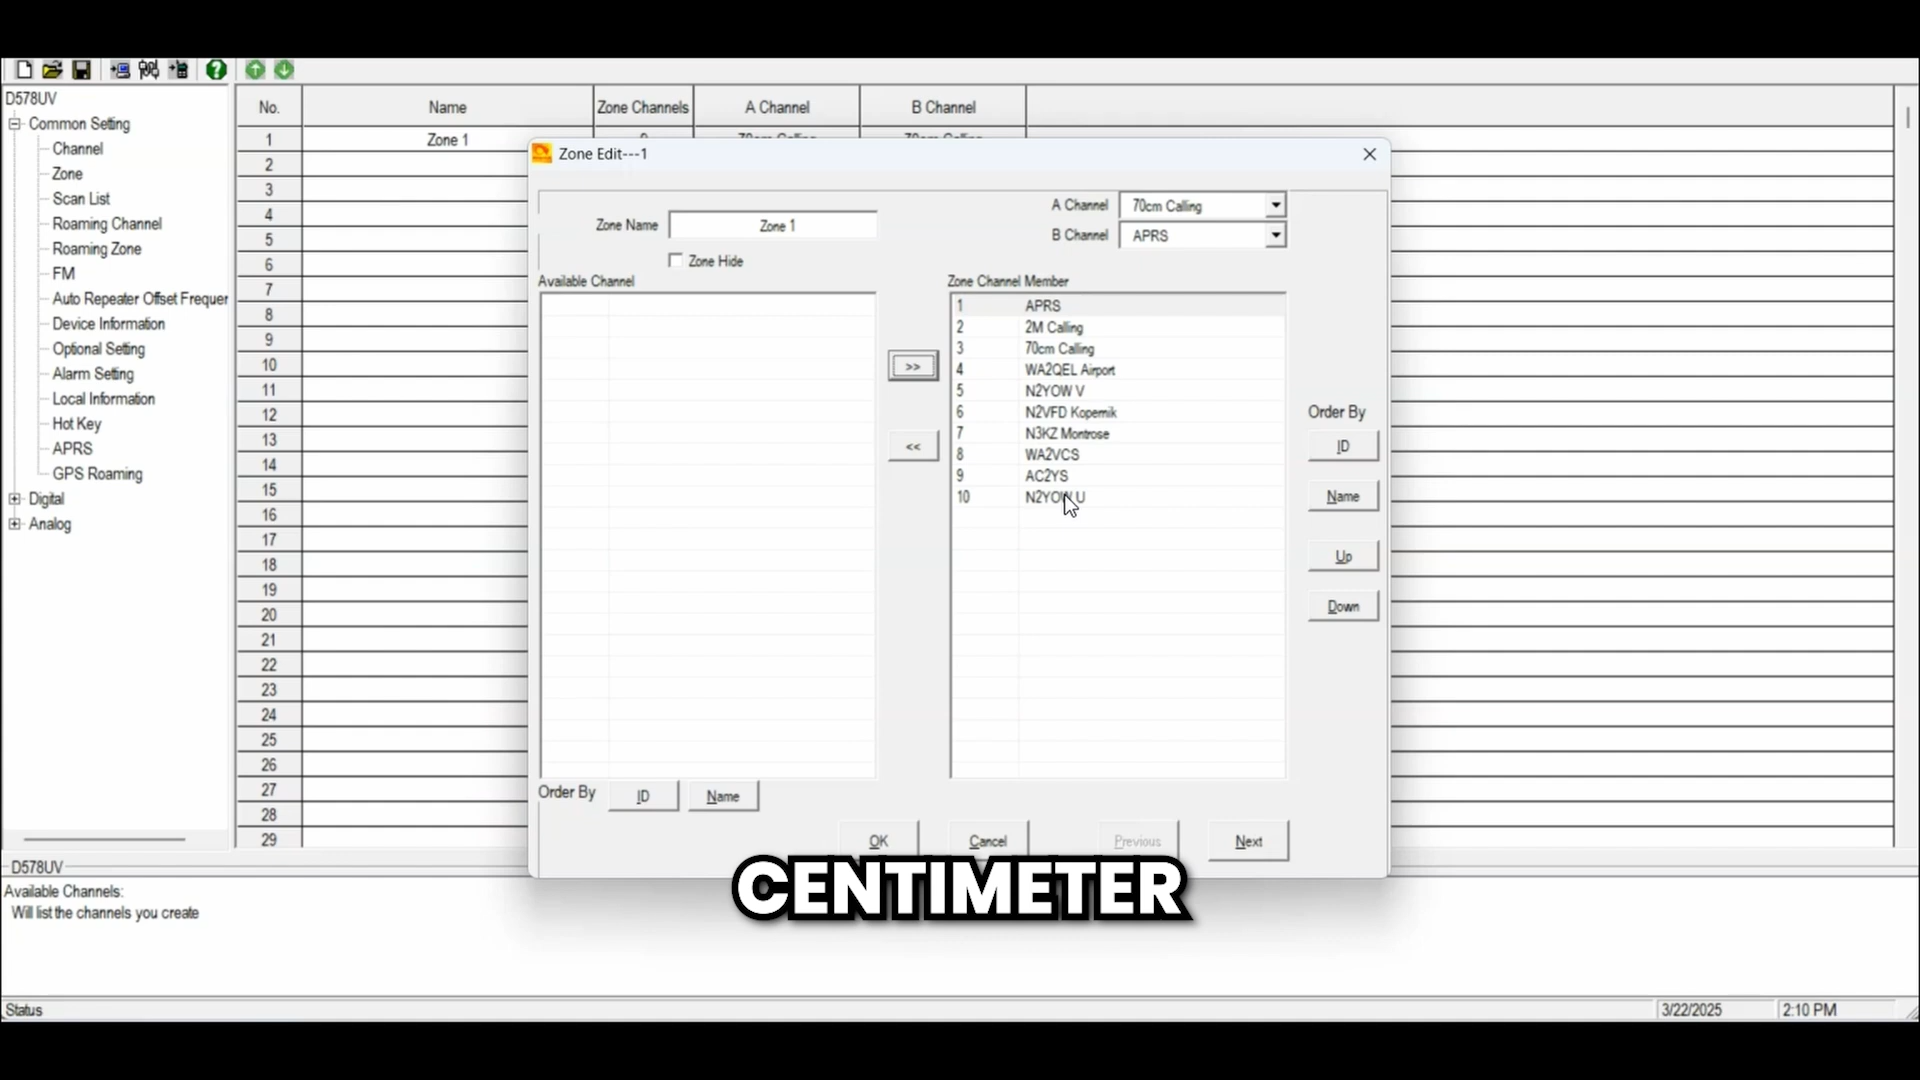 D578UV
Common Setting
Channel
Zone
Scan List
Roaming Channel
Roaming Zone
FM
Auto Repeater Offset Frequer
Device Information
Optional Setting
Alarm Setting
Local Information
Hot Key
APRS
GPS Roaming
Digital
Analog
No. Name Zone Channels A Channel B Channel
1 Zone 1 70cm Calling 70cm Calling
2
3
4
5
6
7
8
9
10
11
12
13
14
15
16
17
18
19
20
21
22
23
24
25
26
27
28
29
Zone Edit---1
Zone Name Zone 1
Zone Hide
A Channel 70cm Calling
B Channel APRS
Available Channel
>>
<<
Order By ID Name
Zone Channel Member
1 APRS
2 2M Calling
3 70cm Calling
4 WA2QEL Airport
5 N2YOW V
6 N2VFD Kopernik
7 N3KZ Montrose
8 WA2VCS
9 AC2YS
10 N2YOW U
Order By
ID
Name
Up
Down
OK Cancel Previous Next
CENTIMETER
D578UV
Available Channels:
Will list the channels you create
Status 3/22/2025 2:10 PM